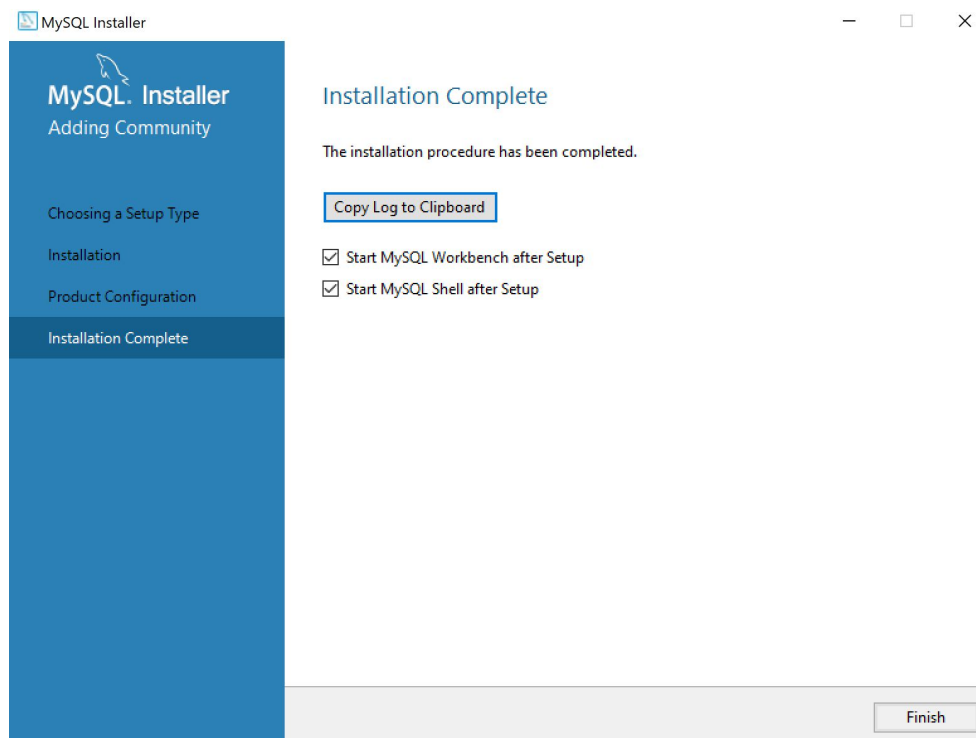 MySQL Installer
MySQL. Installer
Adding Community
Choosing a Setup Type
Installation
Product Configuration
Installation Complete
Installation Complete
The installation procedure has been completed.
Copy Log to Clipboard
Start MySQL Workbench after Setup
Start MySQL Shell after Setup
Finish